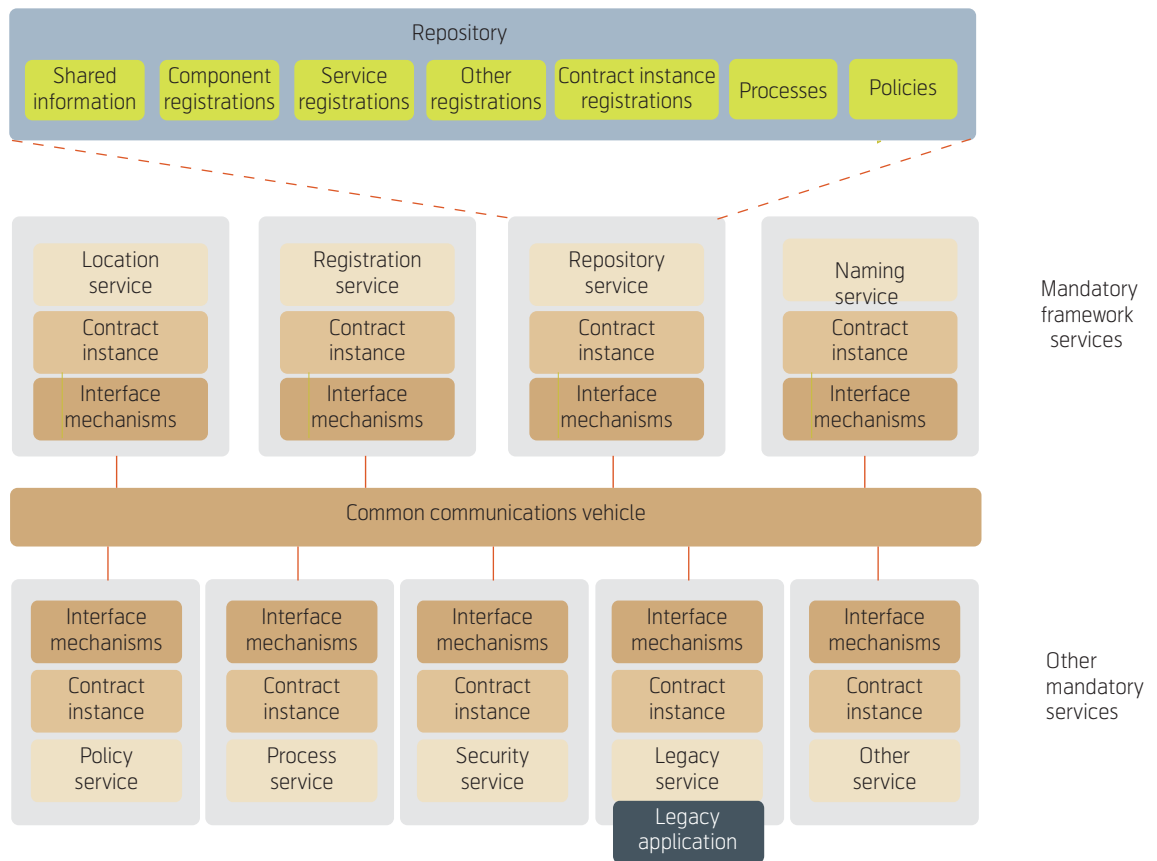 Repository
Shared
information
Component
registrations
Service
registrations
Other
registrations
Contract instance
registrations
Processes
Policies
Location
service
Contract
instance
Interface
mechanisms
Registration
service
Contract
instance
Interface
mechanisms
Repository
service
Contract
instance
Interface
mechanisms
Naming
service
Contract
instance
Interface
mechanisms
Mandatory
framework
services
Common communications vehicle
Interface
mechanisms
Contract
instance
Policy
service
Interface
mechanisms
Contract
instance
Process
service
Interface
mechanisms
Contract
instance
Security
service
Interface
mechanisms
Contract
instance
Legacy
service
Legacy
application
Interface
mechanisms
Contract
instance
Other
service
Other
mandatory
services